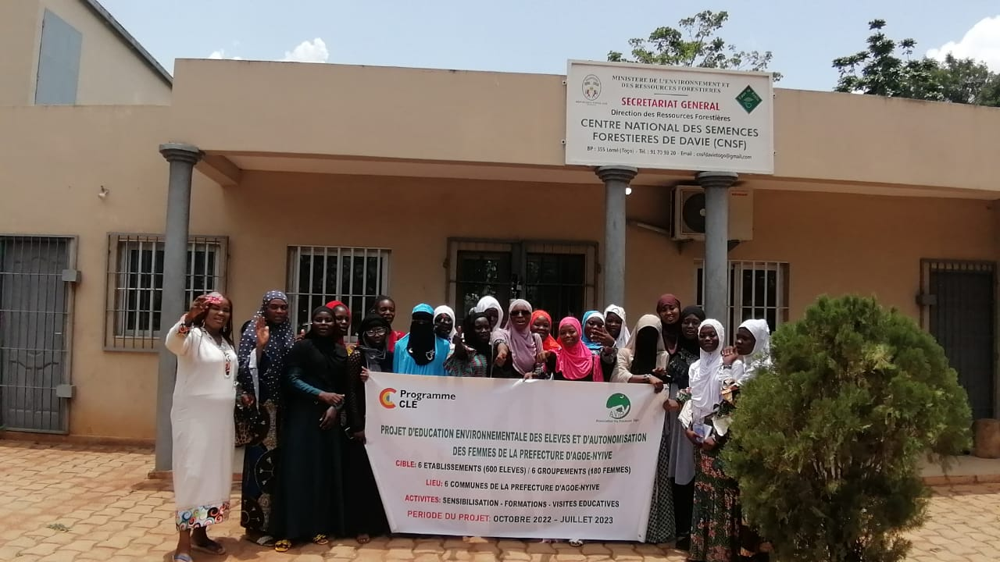 MINISTERE DE L'ENVIRONNEMENT ET
DES RESSOURCES FORESTIERES
SECRETARIAT GENERAL
Direction des Ressources Forestières
CENTRE NATIONAL DES SEMENCES
FORESTIERES DE DAVIE (CNSF)
BP : 355 Lomé (Togo) - Tél. : 91 70 93 20 - Email : cnsfdavietogo@gmail.com
Programme
CLÉ
PROJET D'EDUCATION ENVIRONNEMENTALE DES ELEVES ET D'AUTONOMISATION
DES FEMMES DE LA PREFECTURE D'AGOE-NYIVE
CIBLE: 6 ETABLISSEMENTS (600 ELEVES) / 6 GROUPEMENTS (180 FEMMES)
LIEU: 6 COMMUNES DE LA PREFECTURE D'AGOE-NYIVE
ACTIVITES: SENSIBILISATION - FORMATIONS - VISITES EDUCATIVES
PERIODE DU PROJET: OCTOBRE 2022 – JUILLET 2023